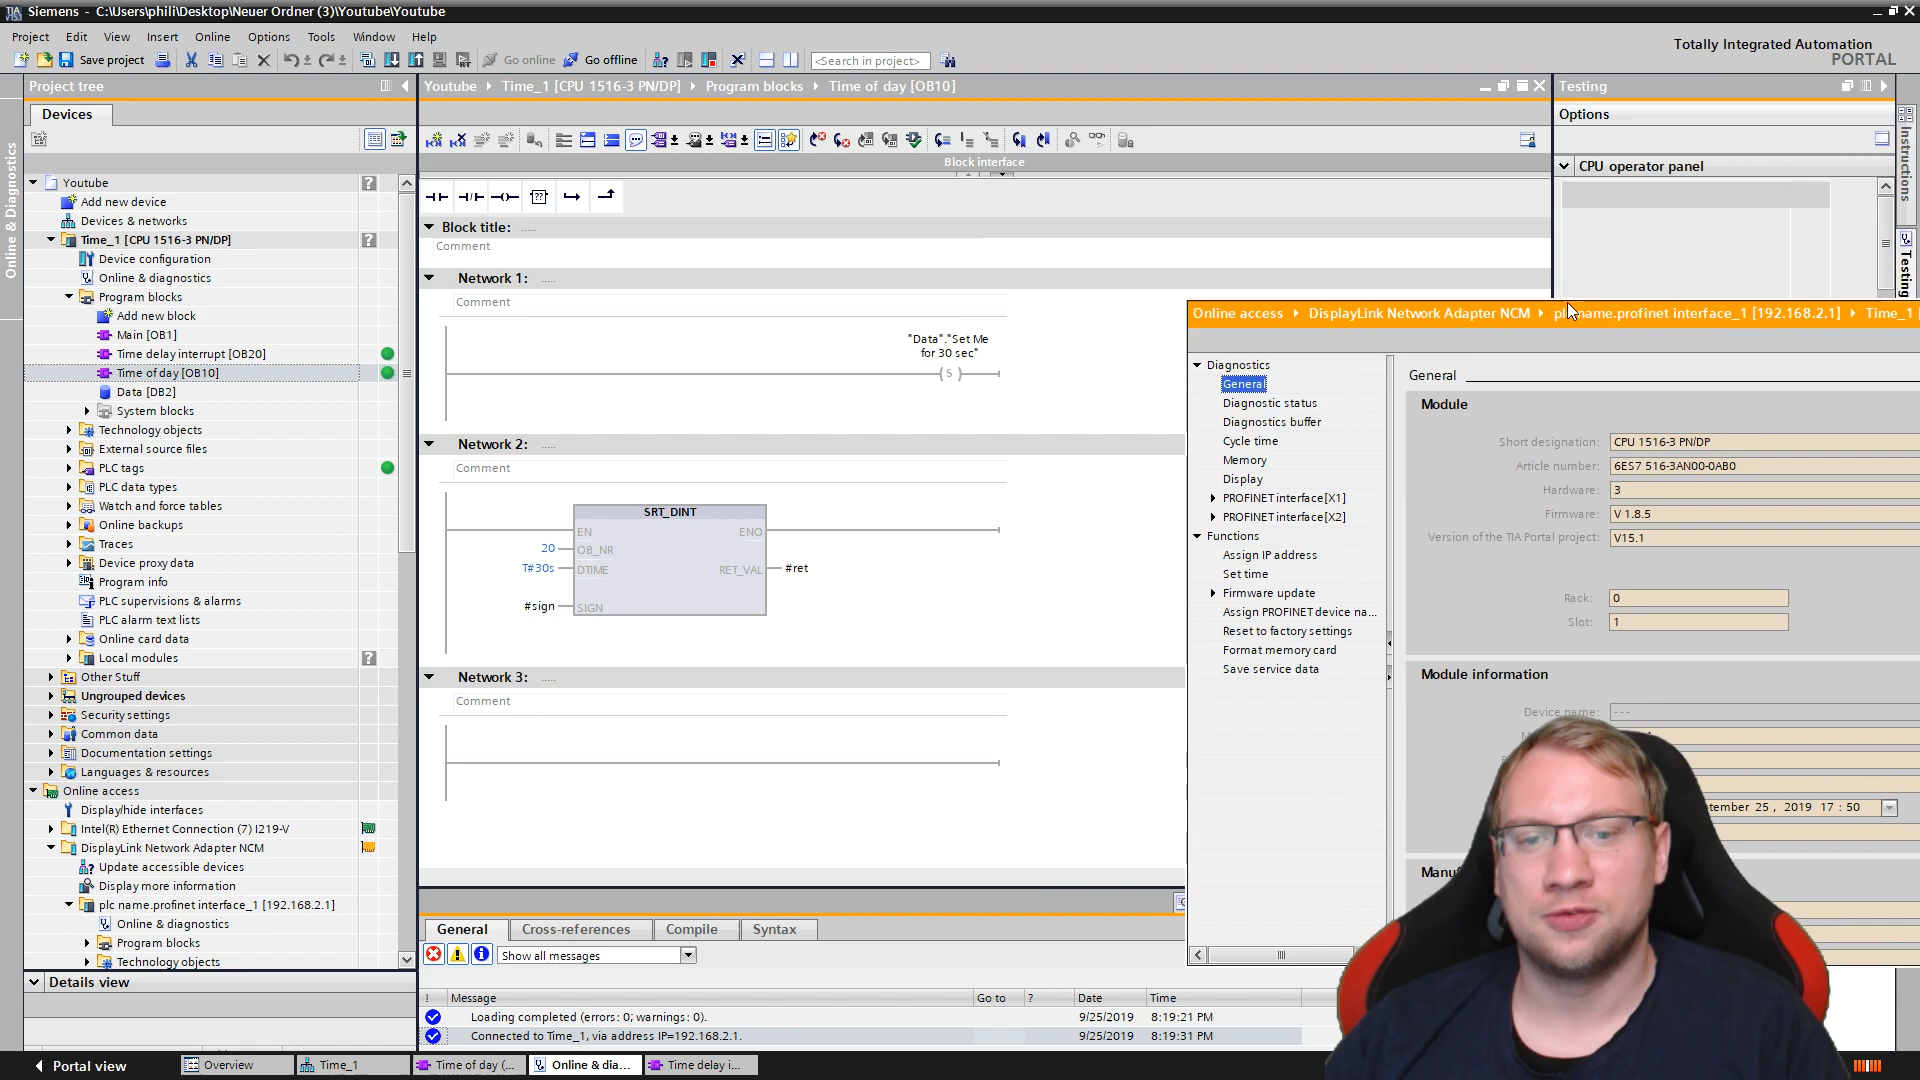 Siemens - C:\Users\phili\Desktop\Neuer Ordner (3)\Youtube\Youtube
Project Edit View Insert Online Options Tools Window Help
Totally Integrated Automation
PORTAL
Save project
Go online
Go offline
<Search in project>
Project tree
Devices
Online & Diagnostics
Youtube
Add new device
Devices & networks
Time_1 [CPU 1516-3 PN/DP]
Device configuration
Online & diagnostics
Program blocks
Add new block
Main [OB1]
Time delay interrupt [OB20]
Time of day [OB10]
Data [DB2]
System blocks
Technology objects
External source files
PLC tags
PLC data types
Watch and force tables
Online backups
Traces
Device proxy data
Program info
PLC supervisions & alarms
PLC alarm text lists
Online card data
Local modules
Other Stuff
Ungrouped devices
Security settings
Common data
Documentation settings
Languages & resources
Online access
Display/hide interfaces
Intel(R) Ethernet Connection (7) I219-V
DisplayLink Network Adapter NCM
Update accessible devices
Display more information
plc name.profinet interface_1 [192.168.2.1]
Online & diagnostics
Program blocks
Technology objects
Details view
Youtube Time_1 [CPU 1516-3 PN/DP] Program blocks Time of day [OB10]
Block interface
??
Block title: .....
Comment
Network 1: .....
Comment
"Data"."Set Me
for 30 sec"
S
Network 2: .....
Comment
SRT_DINT
EN
ENO
20
OB_NR
T#30s
DTIME
RET_VAL
#ret
#sign
SIGN
Network 3: .....
Comment
Testing
Options
CPU operator panel
Instructions
Testing
Online access DisplayLink Network Adapter NCM name.profinet interface_1 [192.168.2.1] Time_1 [
Diagnostics
General
Diagnostic status
Diagnostics buffer
Cycle time
Memory
Display
PROFINET interface[X1]
PROFINET interface[X2]
Functions
Assign IP address
Set time
Firmware update
Assign PROFINET device na...
Reset to factory settings
Format memory card
Save service data
General
Module
Short designation: CPU 1516-3 PN/DP
Article number: 6ES7 516-3AN00-0AB0
Hardware: 3
Firmware: V 1.8.5
Version of the TIA Portal project: V15.1
Rack: 0
Slot: 1
Module information
Device name: ---
tember 25 , 2019 17 : 50
Manuf
General Cross-references Compile Syntax
Show all messages
! Message Go to ? Date Time
Loading completed (errors: 0; warnings: 0). 9/25/2019 8:19:21 PM
Connected to Time_1, via address IP=192.168.2.1. 9/25/2019 8:19:31 PM
Portal view
Overview
Time_1
Time of day (...
Online & dia...
Time delay i...